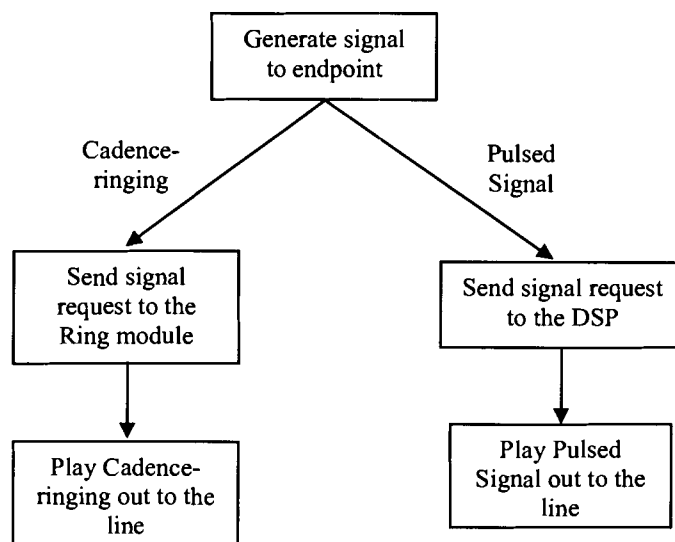 Generate signal
to endpoint
Cadence-
ringing
Pulsed
Signal
Send signal
request to the
Ring module
Send signal request
to the DSP
Play Cadence-
ringing out to the
line
Play Pulsed
Signal out to the
line